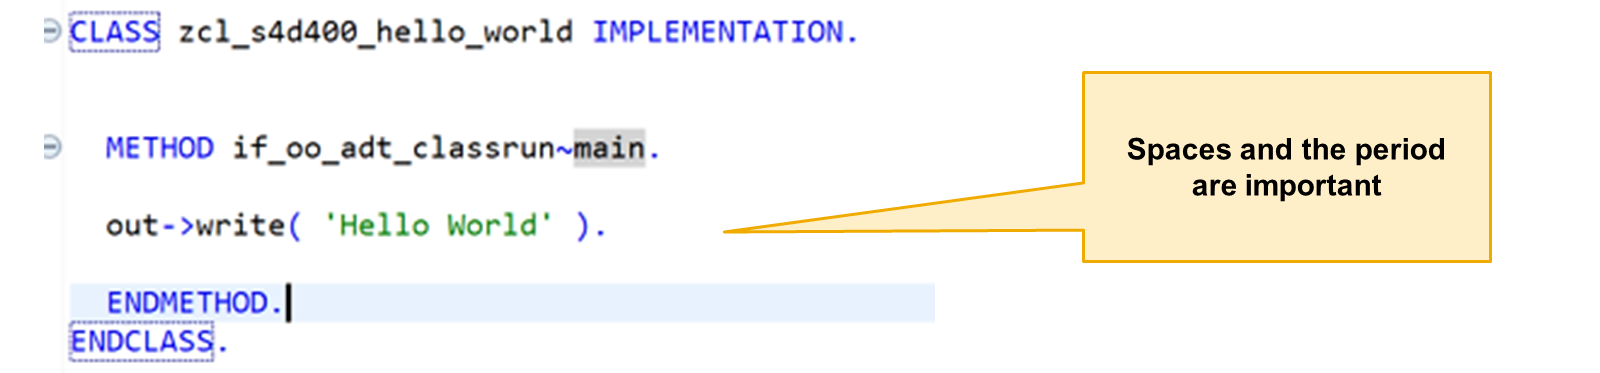 CLASS zcl_s4d400_hello_world IMPLEMENTATION.
METHOD if_oo_adt_classrun~main.
out->write( 'Hello World' ).
ENDMETHOD.
ENDCLASS.
Spaces and the period
are important